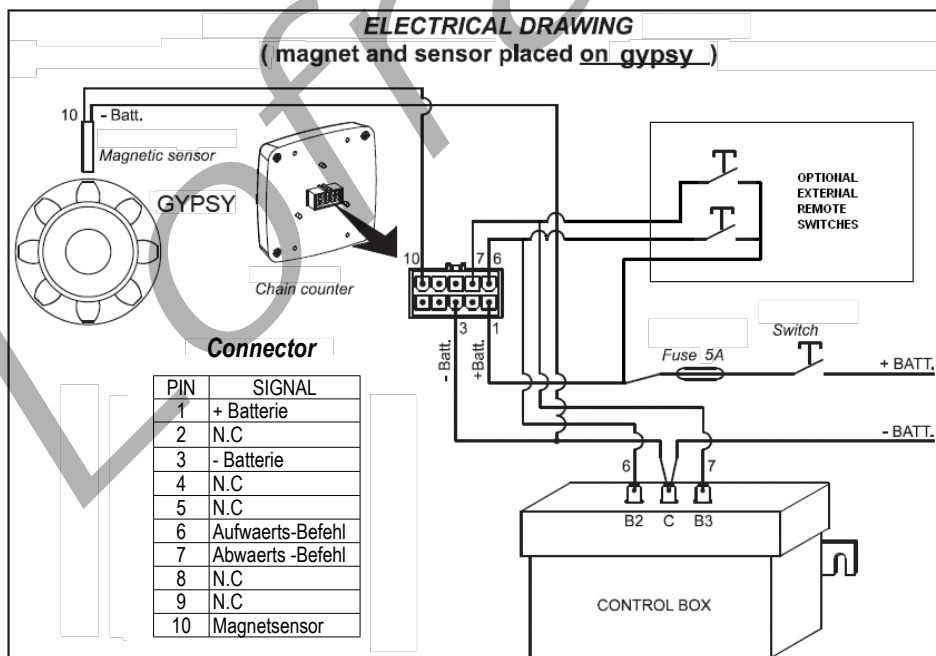 ELECTRICAL DRAWING
( magnet and sensor placed on gypsy )
10
- Batt.
Magnetic sensor
GYPSY
Chain counter
OPTIONAL
EXTERNAL
REMOTE
SWITCHES
10
7
6
3
1
- Batt.
+Batt.
Fuse 5A
Switch
+ BATT.
- BATT.
Connector
PIN SIGNAL
1 + Batterie
2 N.C
3 - Batterie
4 N.C
5 N.C
6 Aufwaerts-Befehl
7 Abwaerts -Befehl
8 N.C
9 N.C
10 Magnetsensor
6
7
B2 C B3
CONTROL BOX
Lofra